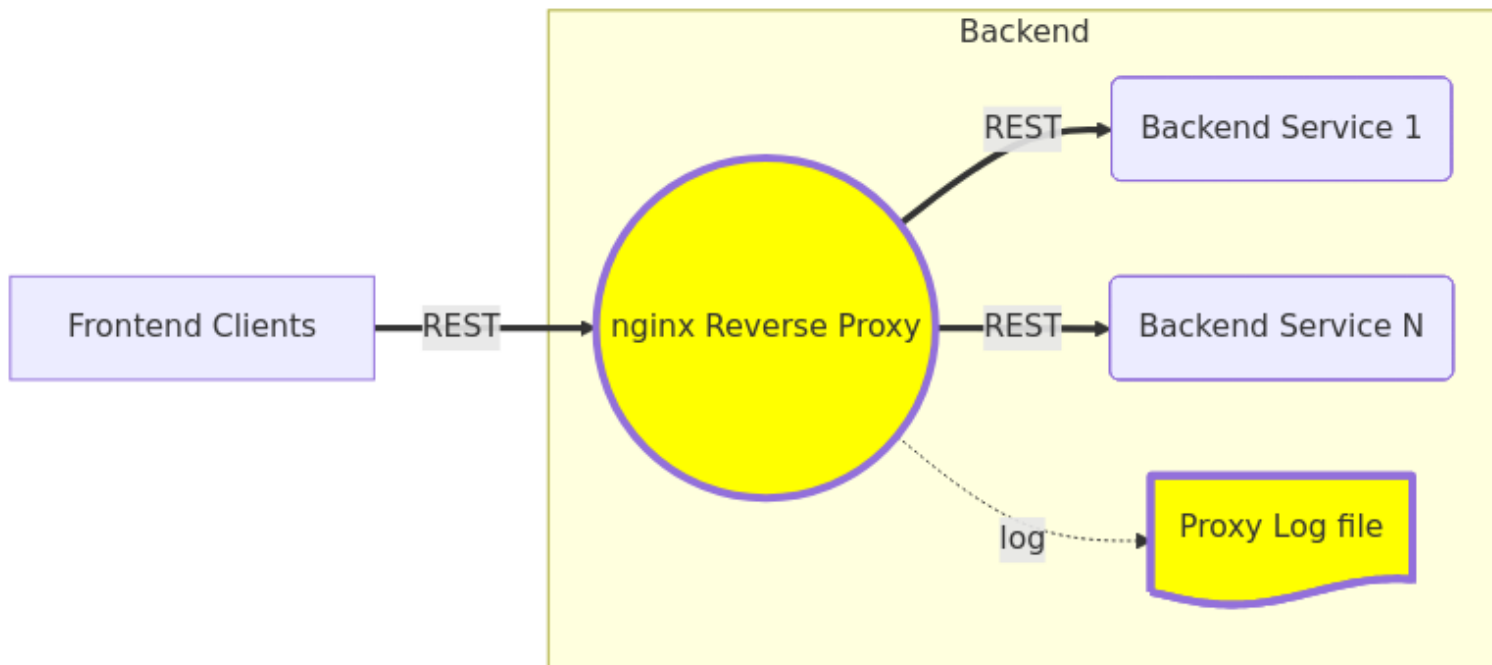 Backend
REST
Backend Service 1
Frontend Clients
REST
nginx Reverse Proxy
REST
Backend Service N
log
Proxy Log file